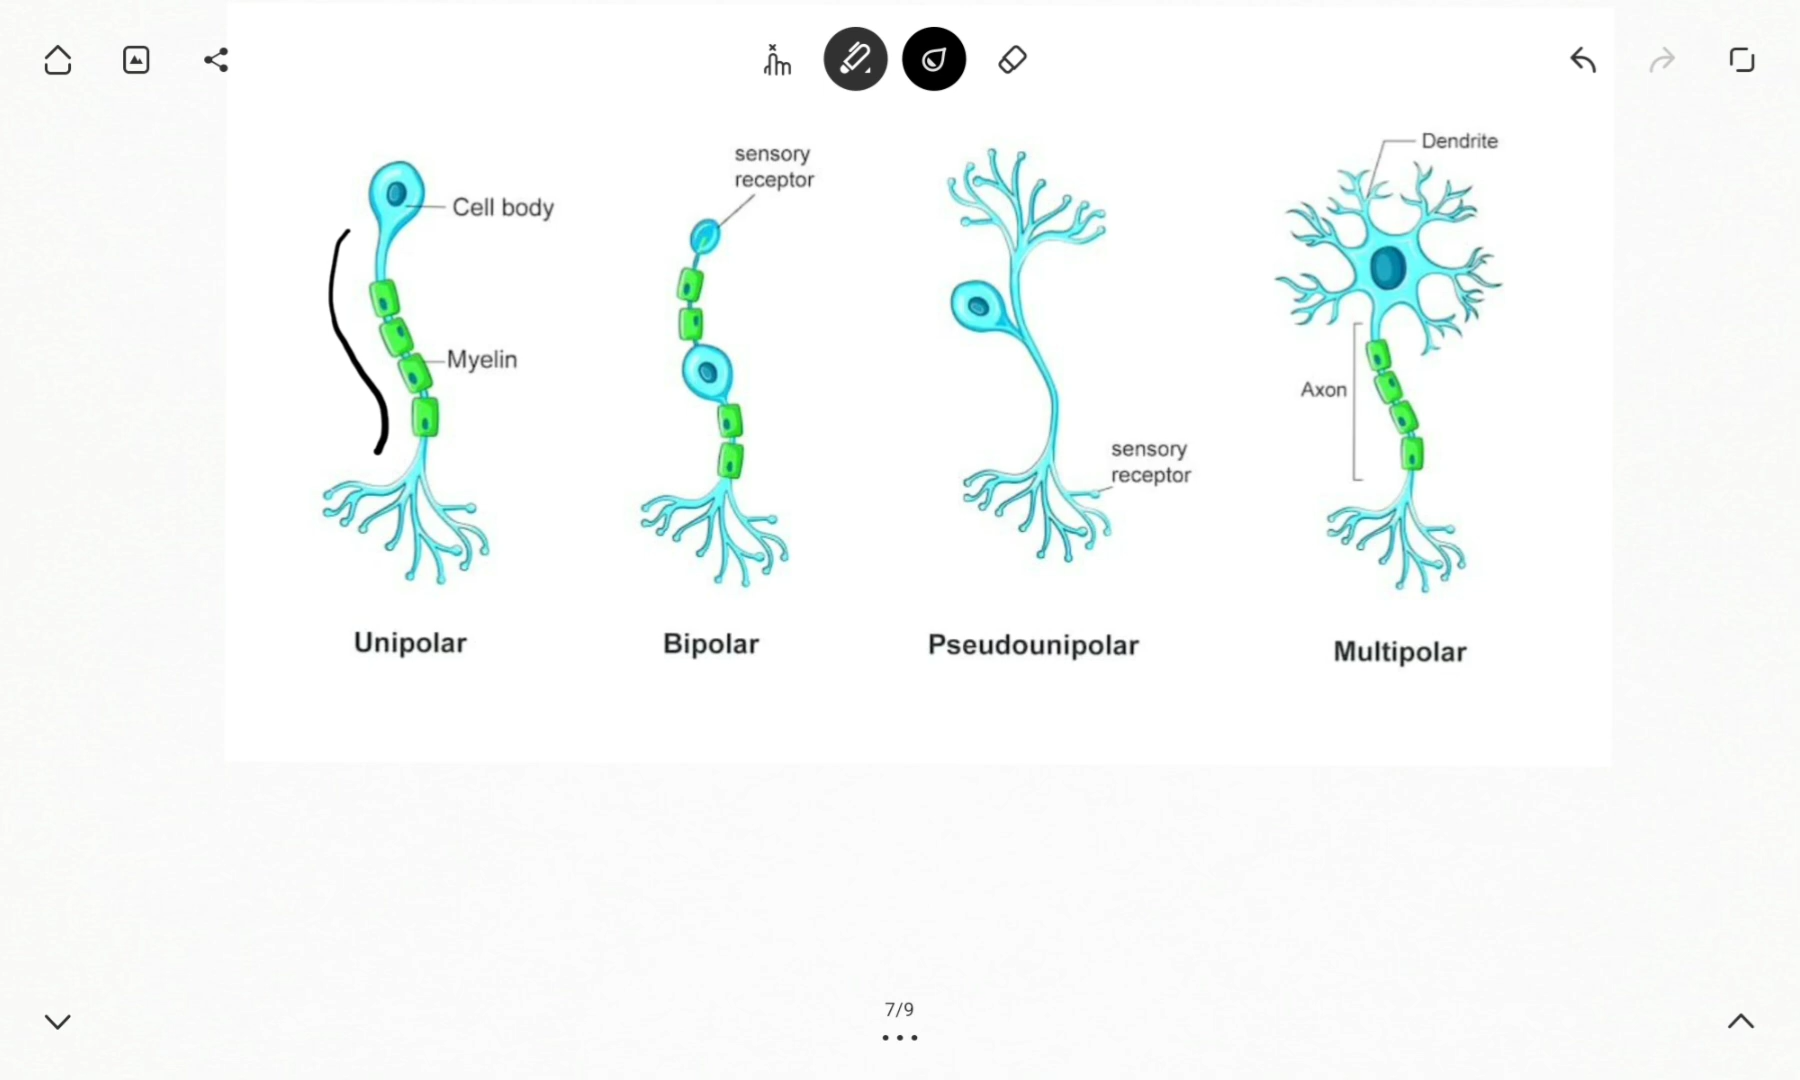 sensory
receptor
Dendrite
Cell body
Myelin
Axon
sensory
receptor
Unipolar
Bipolar
Pseudounipolar
Multipolar
7/9